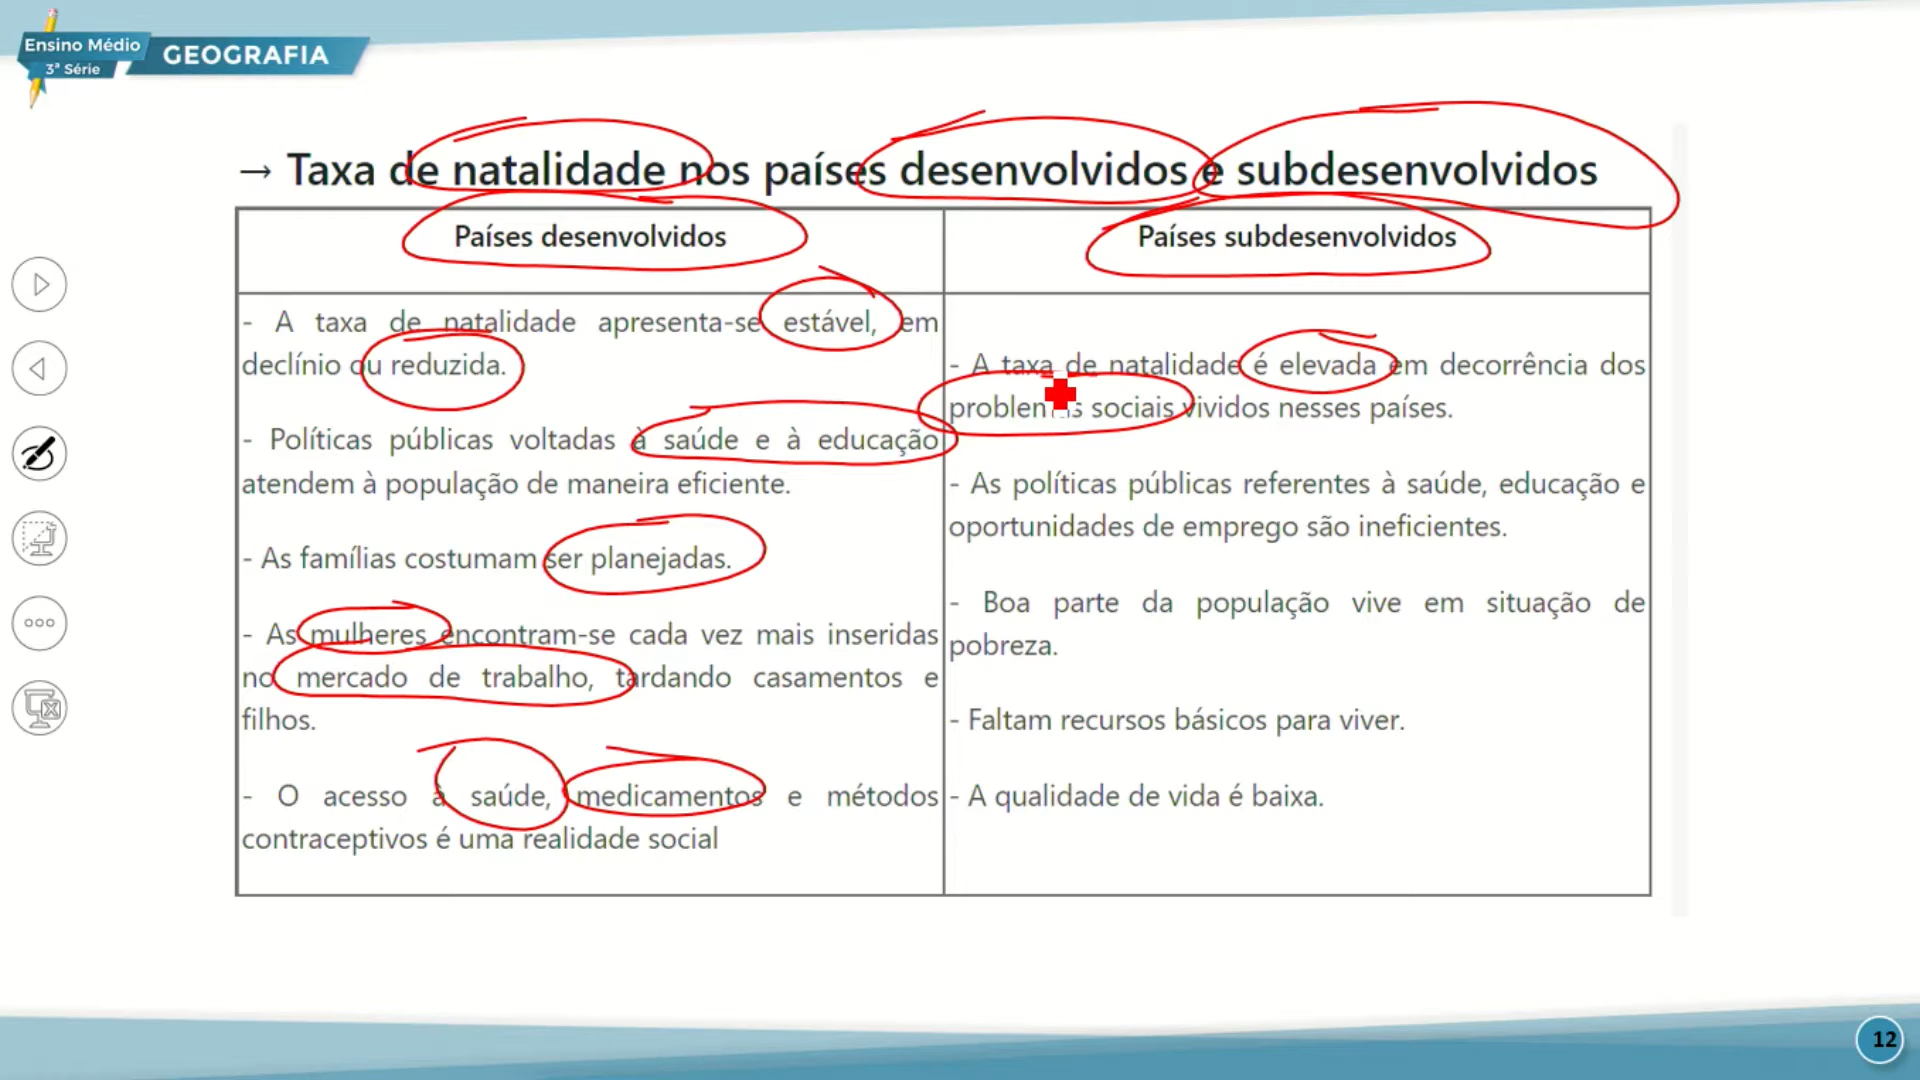 Ensino Médio
3ª Série
GEOGRAFIA
→ Taxa de natalidade nos países desenvolvidos e subdesenvolvidos
Países desenvolvidos
- A taxa de natalidade apresenta-se estável, em
declínio ou reduzida.
- Políticas públicas voltadas à saúde e à educação
atendem à população de maneira eficiente.
- As famílias costumam ser planejadas.
- As mulheres encontram-se cada vez mais inseridas
no mercado de trabalho, tardando casamentos e
filhos.
- O acesso à saúde, medicamentos e métodos
contraceptivos é uma realidade social
Países subdesenvolvidos
- A taxa de natalidade é elevada em decorrência dos
problemas sociais vividos nesses países.
- As políticas públicas referentes à saúde, educação e
oportunidades de emprego são ineficientes.
- Boa parte da população vive em situação de
pobreza.
- Faltam recursos básicos para viver.
- A qualidade de vida é baixa.
12